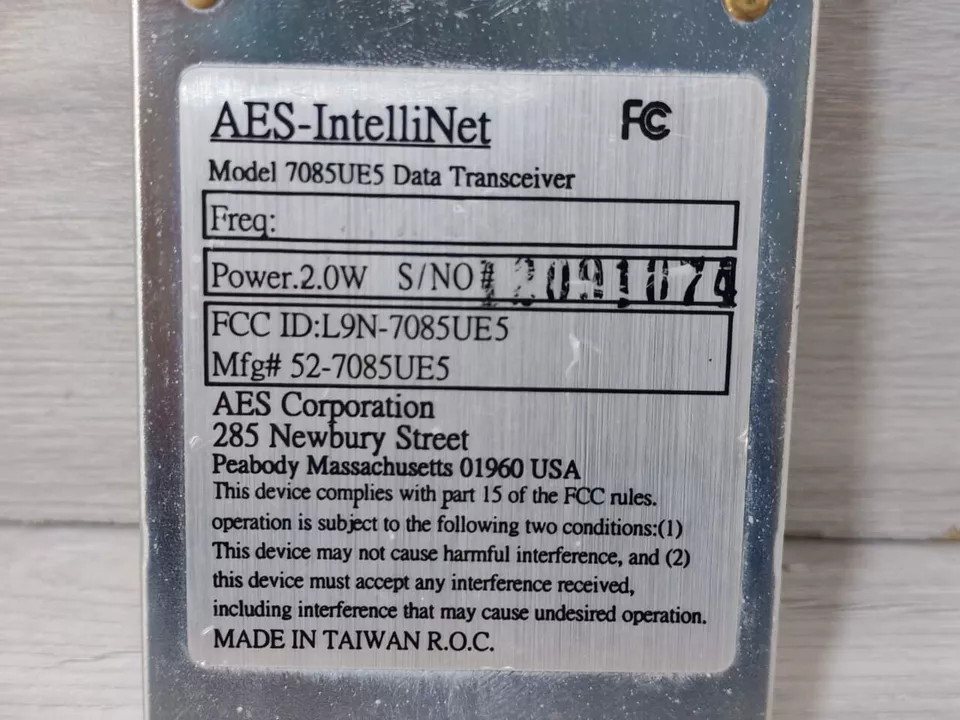 AES-IntelliNet FC
Model 7085UE5 Data Transceiver
Freq:
Power.2.0W S/NO# 2091074
FCC ID:L9N-7085UE5
Mfg# 52-7085UE5
AES Corporation
285 Newbury Street
Peabody Massachusetts 01960 USA
This device complies with part 15 of the FCC rules.
operation is subject to the following two conditions:(1)
This device may not cause harmful interference, and (2)
this device must accept any interference received,
including interference that may cause undesired operation.
MADE IN TAIWAN R.O.C.